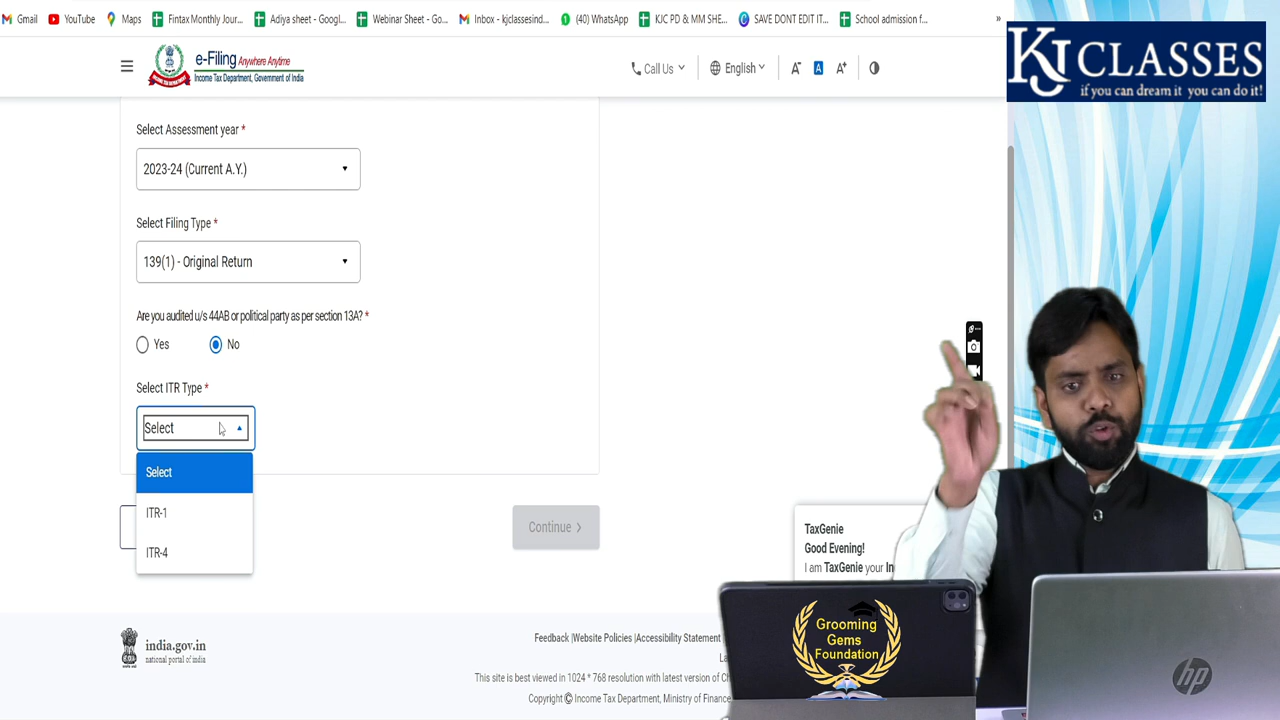 Gmail YouTube Maps Fintax Monthly Jour... Adiya sheet - Googl... Webinar Sheet - Go... Inbox - kjclassesind... (40) WhatsApp KJC PD & MM SHE... SAVE DONT EDIT IT... School admission f... »
KJ CLASSES
if you can dream it you can do it!
e-Filing Anywhere Anytime
Income Tax Department, Government of India
Call Us English A- A A+
Select Assessment year *
2023-24 (Current A.Y.)
Select Filing Type *
139(1) - Original Return
Are you audited u/s 44AB or political party as per section 13A? *
Yes No
Select ITR Type *
Select
Select
ITR-1
ITR-4
Continue >
TaxGenie
Good Evening!
I am TaxGenie your
Grooming
Gems
Foundation
hp
india.gov.in
national portal of india
Feedback |Website Policies |Accessibility Statement
This site is best viewed in 1024 * 768 resolution with latest version of
Copyright © Income Tax Department, Ministry of Finance